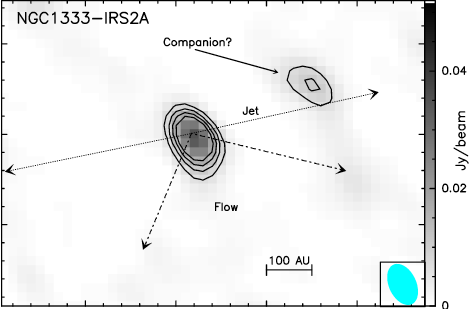 NGC1333-IRS2A
Companion?
Jet
Flow
100 AU
0.04
0.02
0
Jy/beam